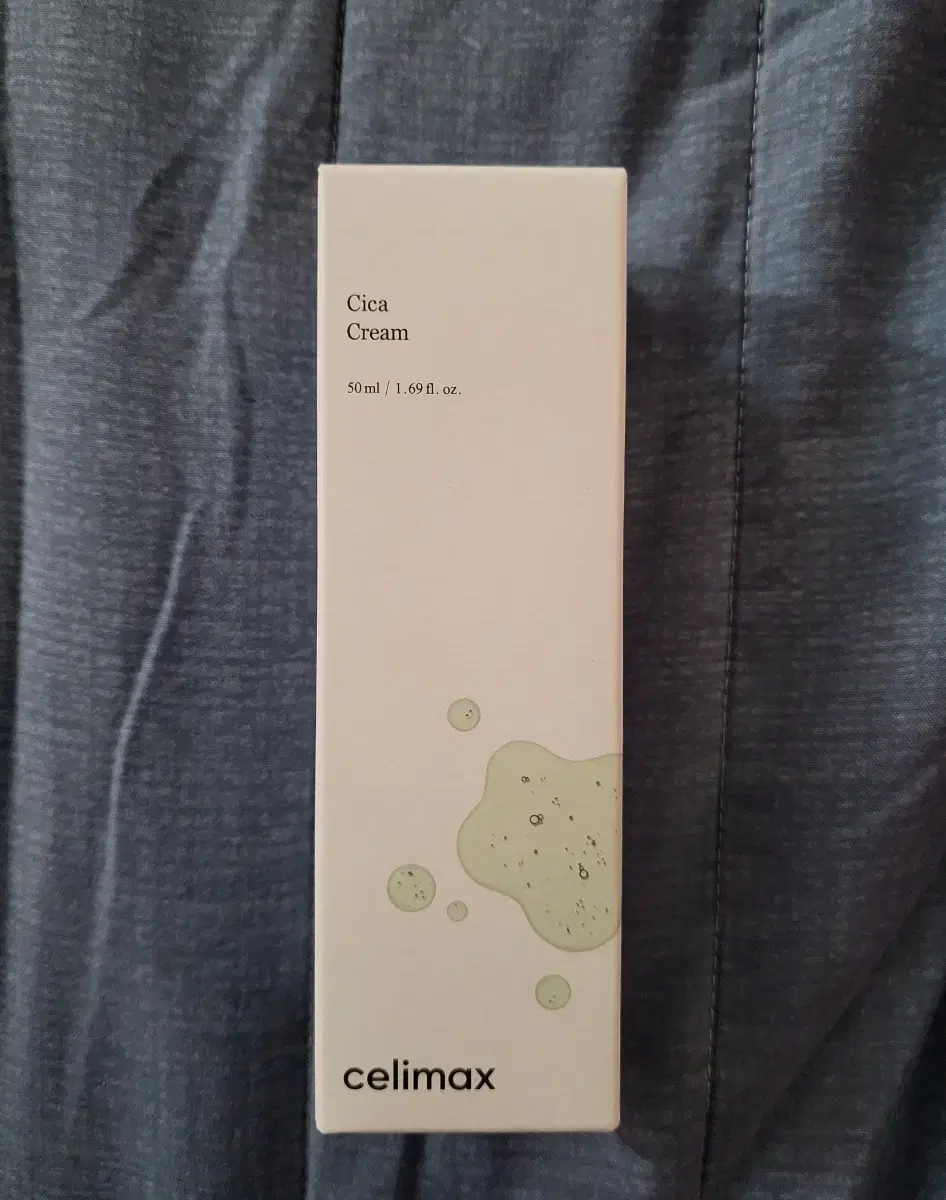 Cica
Cream
50ml / 1.69 fl. oz.
celimax